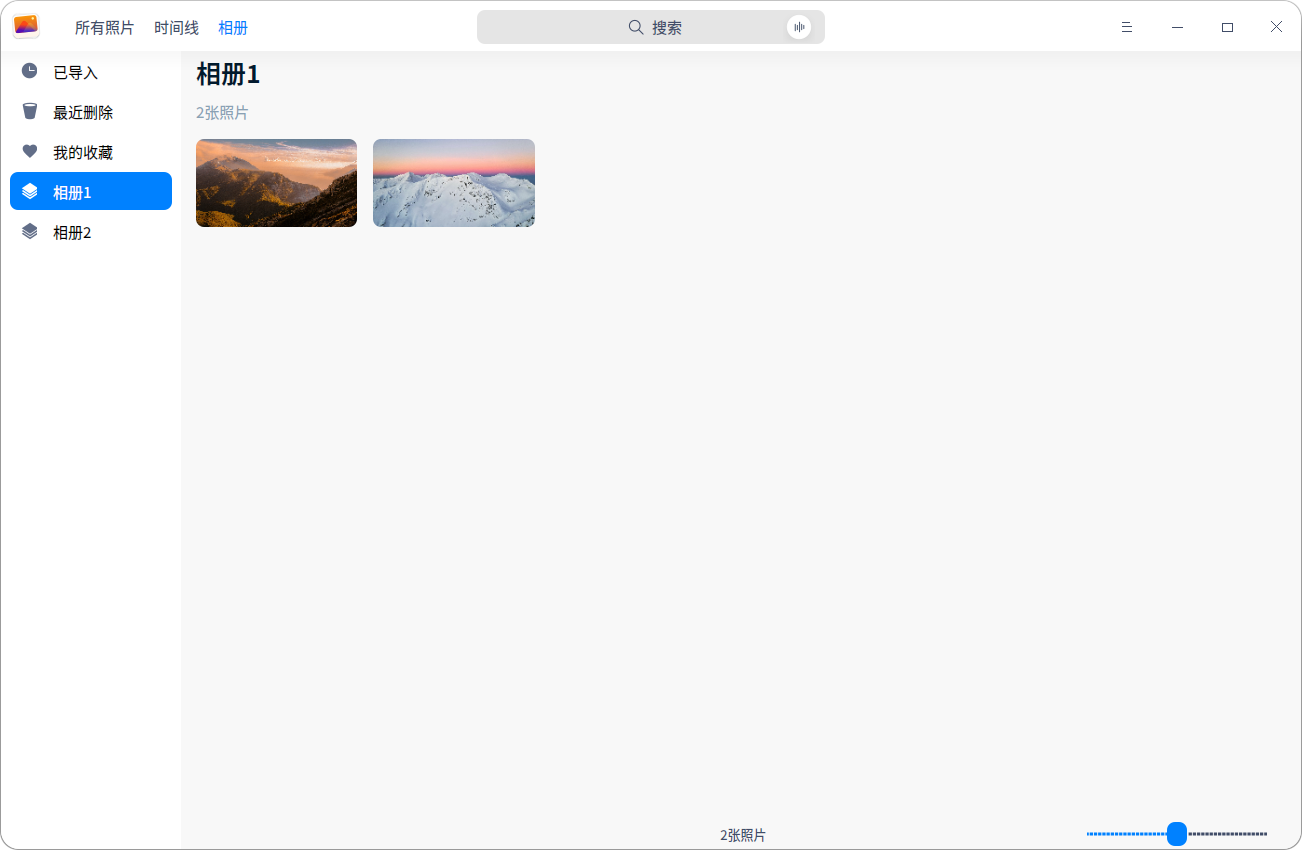 所有照片 时间线 相册 搜索
已导入
最近删除
我的收藏
相册1
相册2
相册1
2张照片
2张照片